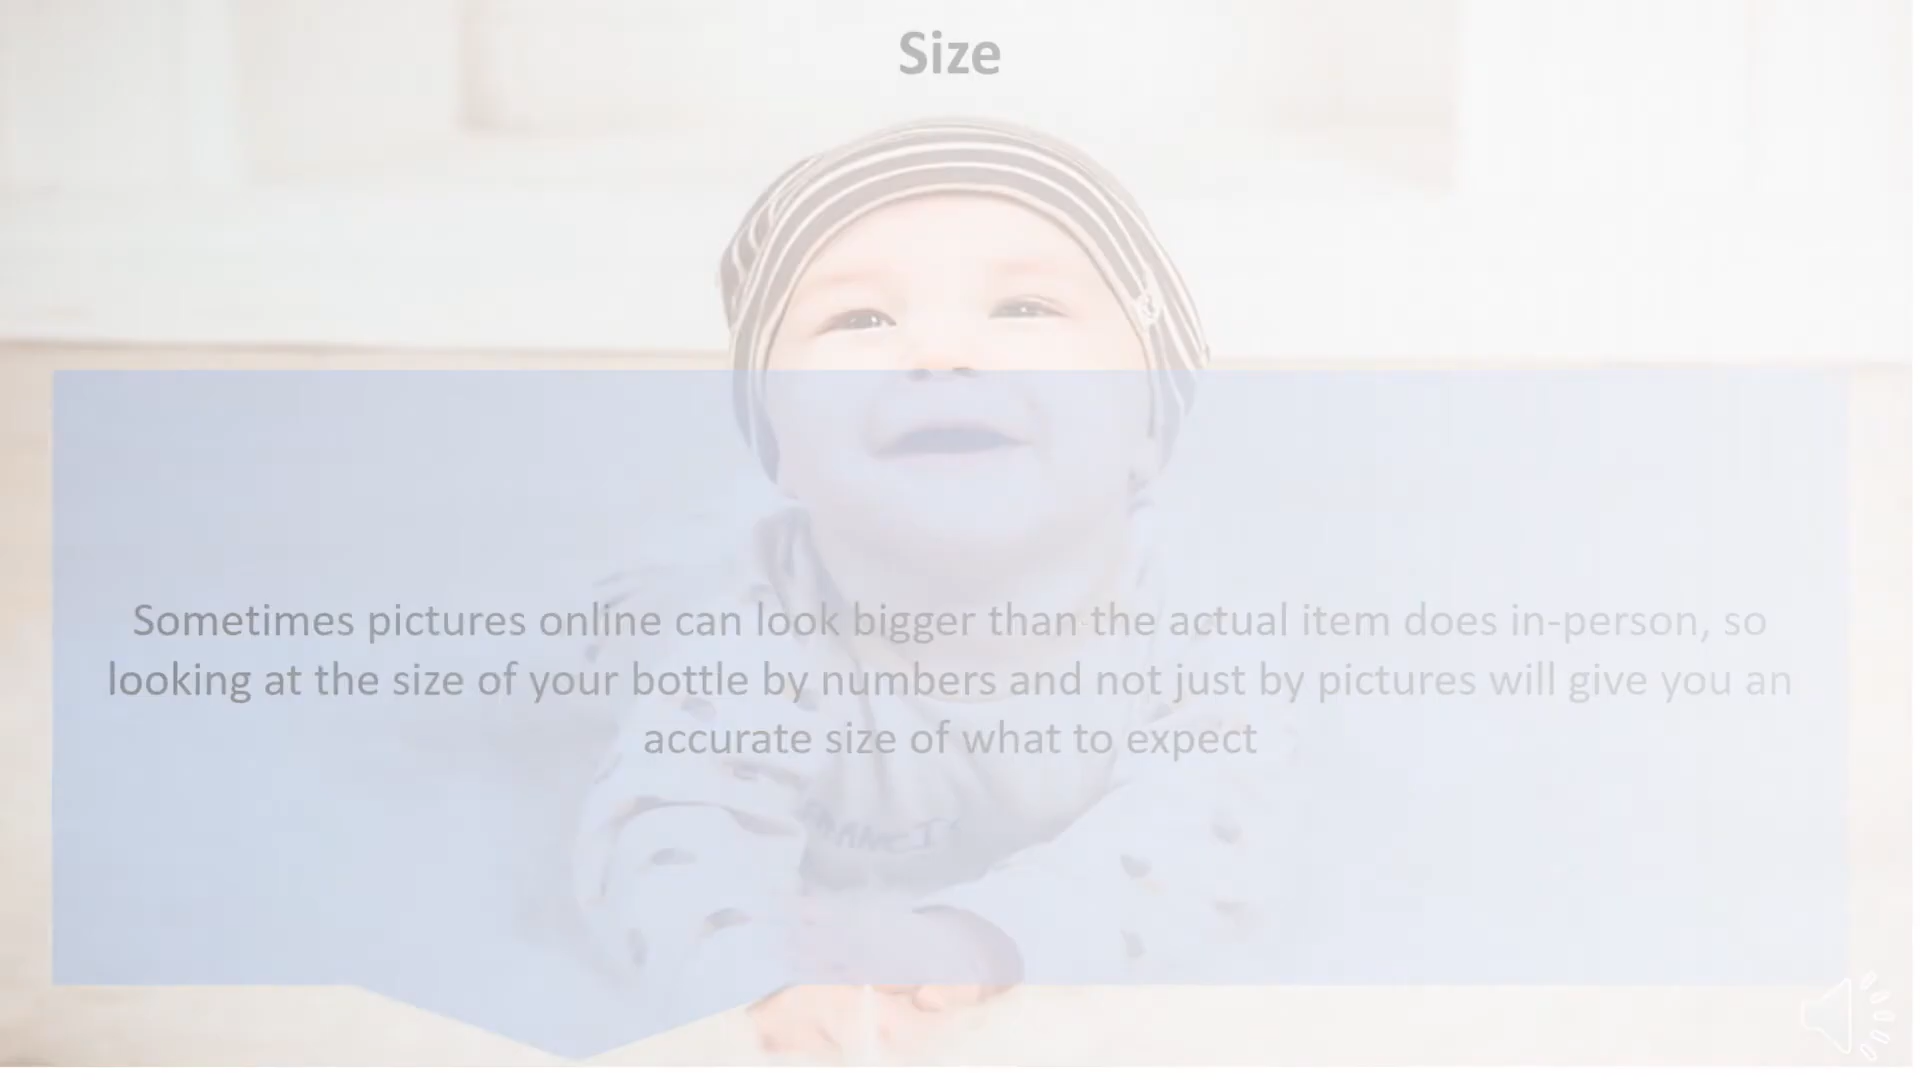 Size
Sometimes pictures online can look bigger than the actual item does in-person, so
looking at the size of your bottle by numbers and not just by pictures will give you an
accurate size of what to expect